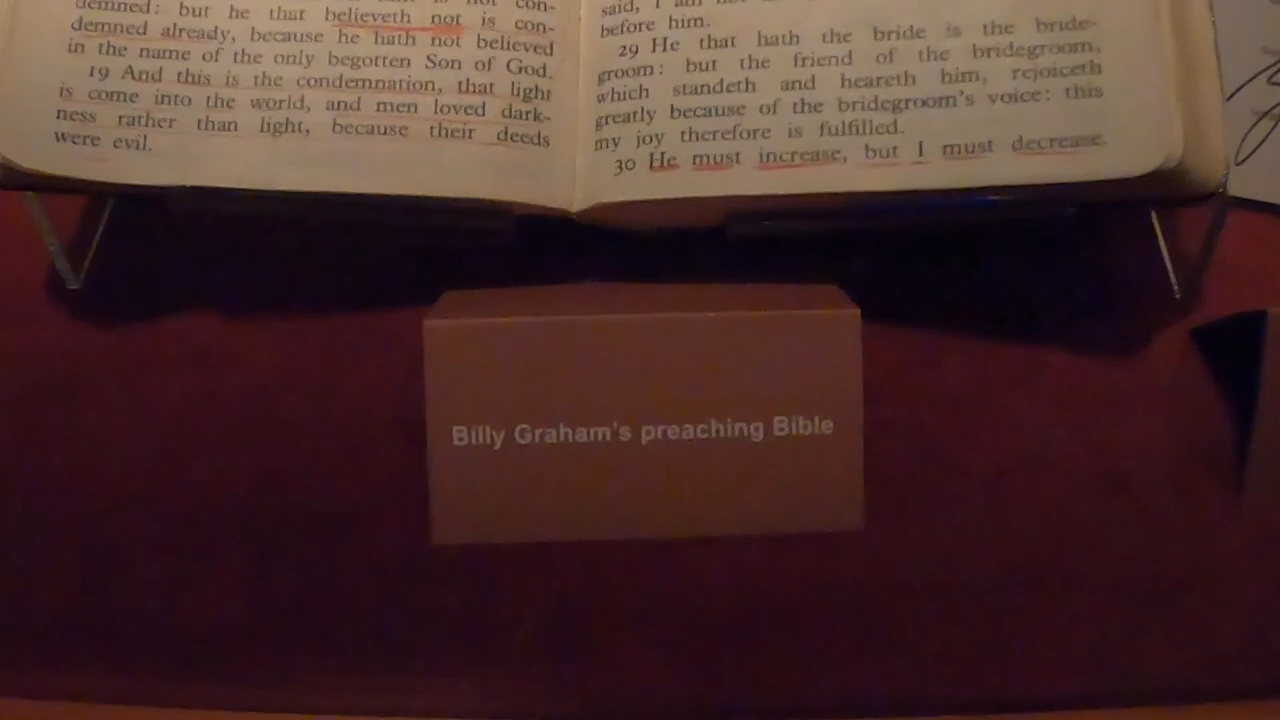 demned: but he that believeth not is con-
demned already, because he hath not believed
in the name of the only begotten Son of God.
19 And this is the condemnation, that light
is come into the world, and men loved dark-
ness rather than light, because their deeds
were evil.
said, I am not
before him.
29 He that hath the bride is the bride-
groom: but the friend of the bridegroom,
which standeth and heareth him, rejoiceth
greatly because of the bridegroom's voice: this
my joy therefore is fulfilled.
30 He must increase, but I must decrease.
Billy Graham's preaching Bible